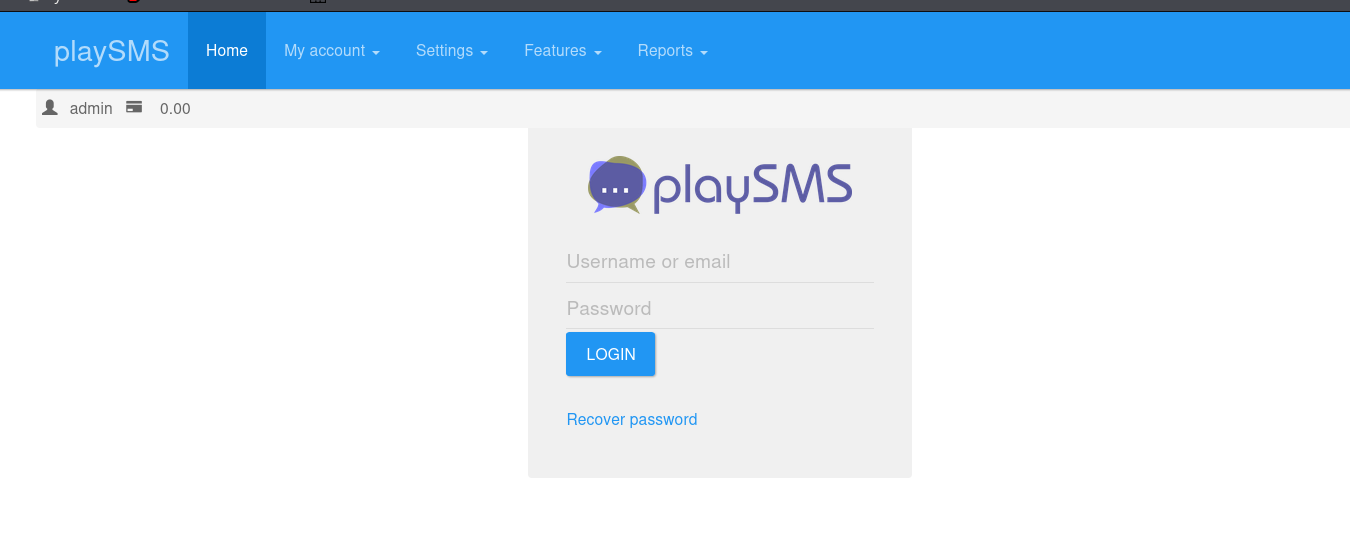 playSMS Home My account Settings Features Reports
admin 0.00
playSMS
Username or email
Password
LOGIN
Recover password